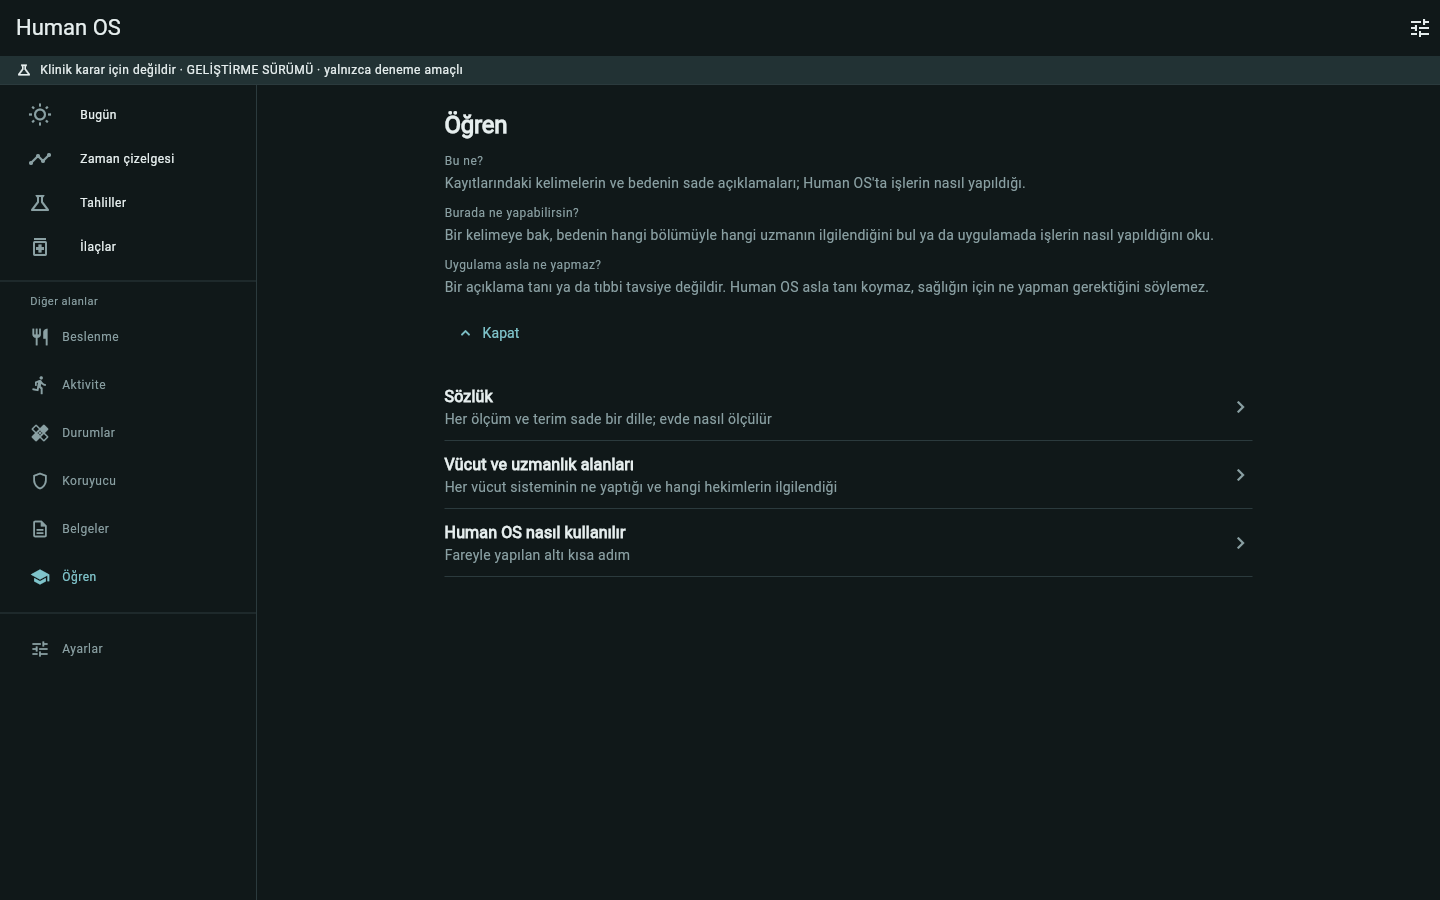 Human OS
Klinik karar için değildir · GELİŞTİRME SÜRÜMÜ · yalnızca deneme amaçlı
Bugün
Zaman çizelgesi
Tahliller
İlaçlar
Diğer alanlar
Beslenme
Aktivite
Durumlar
Koruyucu
Belgeler
Öğren
Ayarlar
Öğren
Bu ne?
Kayıtlarındaki kelimelerin ve bedenin sade açıklamaları; Human OS'ta işlerin nasıl yapıldığı.
Burada ne yapabilirsin?
Bir kelimeye bak, bedenin hangi bölümüyle hangi uzmanın ilgilendiğini bul ya da uygulamada işlerin nasıl yapıldığını oku.
Uygulama asla ne yapmaz?
Bir açıklama tanı ya da tıbbi tavsiye değildir. Human OS asla tanı koymaz, sağlığın için ne yapman gerektiğini söylemez.
Kapat
Sözlük
Her ölçüm ve terim sade bir dille; evde nasıl ölçülür
Vücut ve uzmanlık alanları
Her vücut sisteminin ne yaptığı ve hangi hekimlerin ilgilendiği
Human OS nasıl kullanılır
Fareyle yapılan altı kısa adım